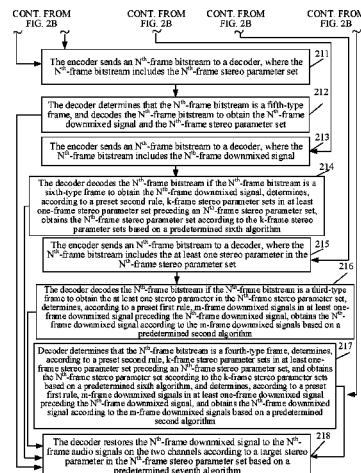 CONT. FROM FIG. 2B
CONT. FROM FIG. 2B
CONT. FROM FIG. 2B
CONT. FROM FIG. 2B
211
The encoder sends an Nth-frame bitstream to a decoder, where the
Nth-frame bitstream includes the Nth-frame stereo parameter set
212
The decoder determines that the Nth-frame bitstream is a fifth-type
frame, and decodes the Nth-frame bitstream to obtain the Nth-frame
downmixed signal and the Nth-frame stereo parameter set
213
The encoder sends an Nth-frame bitstream to a decoder, where the
Nth-frame bitstream includes the Nth-frame downmixed signal
214
The decoder decodes the Nth-frame bitstream if the Nth-frame bitstream is a
sixth-type frame to obtain the Nth-frame downmixed signal, determines,
according to a preset second rule, k-frame stereo parameter sets in at least
one-frame stereo parameter set preceding an Nth-frame stereo parameter set,
obtains the Nth-frame stereo parameter set according to the k-frame stereo
parameter sets based on a predetermined sixth algorithm
215
The encoder sends an Nth-frame bitstream to a decoder, where the Nth-frame
bitstream includes the at least one stereo parameter in the
Nth-frame stereo parameter set
216
The decoder decodes the Nth-frame bitstream if the Nth-frame bitstream is a third-type
frame to obtain the at least one stereo parameter in the Nth-frame stereo parameter set,
determines, according to a preset first rule, m-frame downmixed signals in at least one-frame
downmixed signal preceding the Nth-frame downmixed signal, obtains the Nth-
frame downmixed signal according to the m-frame downmixed signals based on a
predetermined second algorithm
217
Decoder determines that the Nth-frame bitstream is a fourth-type frame, determines,
according to a preset second rule, k-frame stereo parameter sets in at least one-
frame stereo parameter set preceding an Nth-frame stereo parameter set, and obtains
the Nth-frame stereo parameter set according to the k-frame stereo parameter sets
based on a predetermined sixth algorithm, and determines, according to a preset
first rule, m-frame downmixed signals in at least one-frame downmixed signal
preceding the Nth-frame downmixed signal, and obtains the Nth-frame downmixed
signal according to the m-frame downmixed signals based on a predetermined
second algorithm
218
The decoder restores the Nth-frame downmixed signal to the Nth-
frame audio signals on the two channels according to a target stereo
parameter in the Nth-frame stereo parameter set based on a
predetermined seventh algorithm